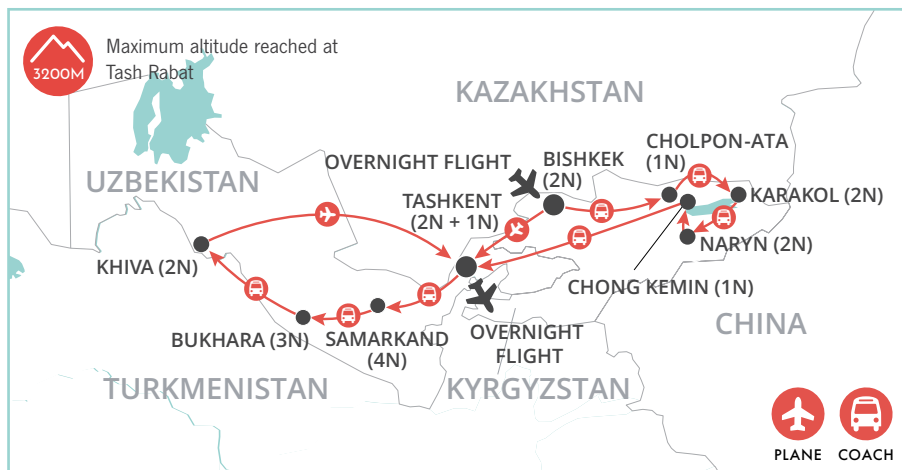 3200M
Maximum altitude reached at
Tash Rabat
KAZAKHSTAN
CHOLPON-ATA
(1N)
OVERNIGHT FLIGHT
BISHKEK
(2N)
UZBEKISTAN
TASHKENT
(2N + 1N)
KARAKOL (2N)
NARYN (2N)
KHIVA (2N)
CHONG KEMIN (1N)
CHINA
BUKHARA (3N)
SAMARKAND
(4N)
OVERNIGHT
FLIGHT
TURKMENISTAN
KYRGYZSTAN
PLANE
COACH